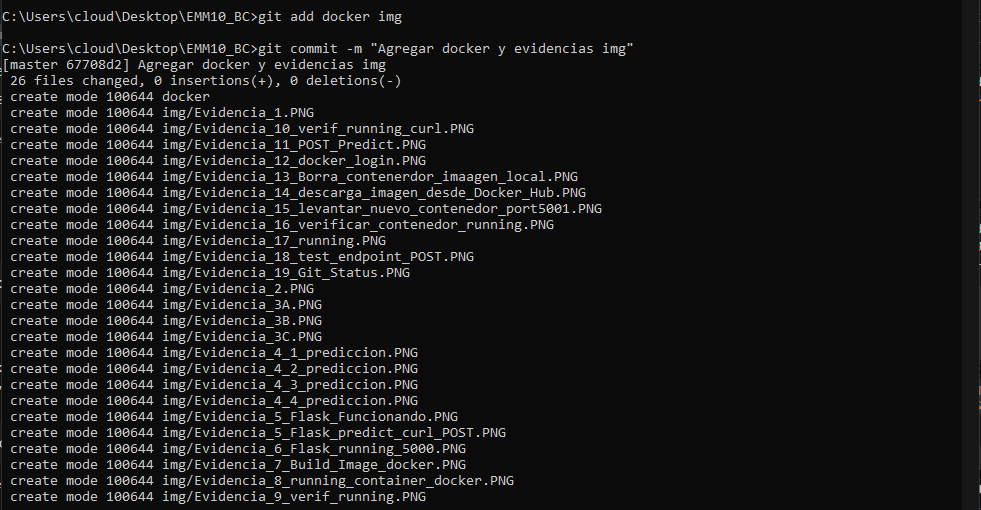 C:\Users\cloud\Desktop\EMM10_BC>git add docker img
C:\Users\cloud\Desktop\EMM10_BC>git commit -m "Agregar docker y evidencias img"
[master 67708d2] Agregar docker y evidencias img
 26 files changed, 0 insertions(+), 0 deletions(-)
 create mode 100644 docker
 create mode 100644 img/Evidencia_1.PNG
 create mode 100644 img/Evidencia_10_verif_running_curl.PNG
 create mode 100644 img/Evidencia_11_POST_Predict.PNG
 create mode 100644 img/Evidencia_12_docker_login.PNG
 create mode 100644 img/Evidencia_13_Borra_contenerdor_imaagen_local.PNG
 create mode 100644 img/Evidencia_14_descarga_imagen_desde_Docker_Hub.PNG
 create mode 100644 img/Evidencia_15_levantar_nuevo_contenedor_port5001.PNG
 create mode 100644 img/Evidencia_16_verificar_contenedor_running.PNG
 create mode 100644 img/Evidencia_17_running.PNG
 create mode 100644 img/Evidencia_18_test_endpoint_POST.PNG
 create mode 100644 img/Evidencia_19_Git_Status.PNG
 create mode 100644 img/Evidencia_2.PNG
 create mode 100644 img/Evidencia_3A.PNG
 create mode 100644 img/Evidencia_3B.PNG
 create mode 100644 img/Evidencia_3C.PNG
 create mode 100644 img/Evidencia_4_1_prediccion.PNG
 create mode 100644 img/Evidencia_4_2_prediccion.PNG
 create mode 100644 img/Evidencia_4_3_prediccion.PNG
 create mode 100644 img/Evidencia_4_4_prediccion.PNG
 create mode 100644 img/Evidencia_5_Flask_Funcionando.PNG
 create mode 100644 img/Evidencia_5_Flask_predict_curl_POST.PNG
 create mode 100644 img/Evidencia_6_Flask_running_5000.PNG
 create mode 100644 img/Evidencia_7_Build_Image_docker.PNG
 create mode 100644 img/Evidencia_8_running_container_docker.PNG
 create mode 100644 img/Evidencia_9_verif_running.PNG